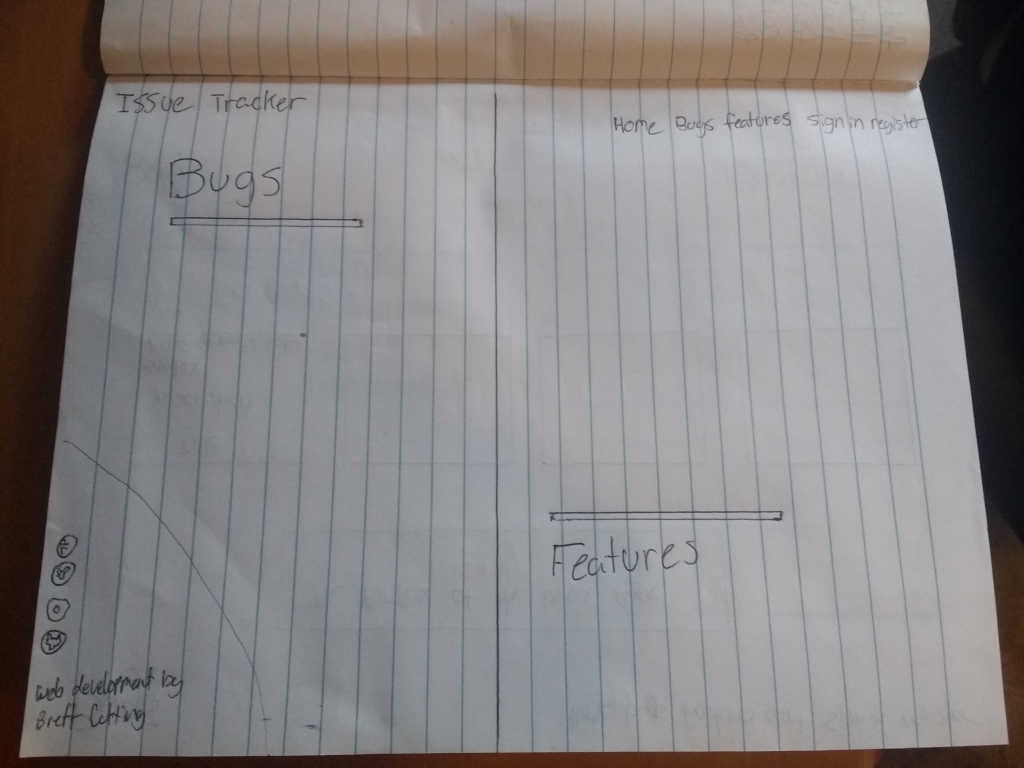 Issue Tracker
Home Bugs features sign in register
Bugs
Features
web development by
Brett Cutting